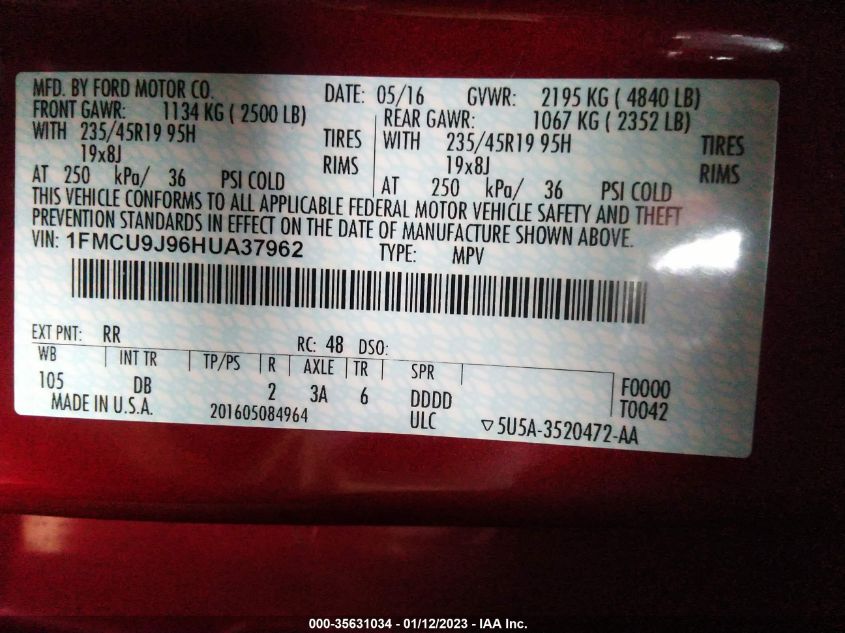 MFD. BY FORD MOTOR CO. DATE: 05/16 GVWR: 2195 KG ( 4840 LB)
FRONT GAWR: 1134 KG ( 2500 LB) REAR GAWR: 1067 KG ( 2352 LB)
WITH 235/45R19 95H TIRES WITH 235/45R19 95H TIRES
19x8J RIMS 19x8J RIMS
AT 250 kPa/ 36 PSI COLD AT 250 kPa/ 36 PSI COLD
THIS VEHICLE CONFORMS TO ALL APPLICABLE FEDERAL MOTOR VEHICLE SAFETY AND THEFT
PREVENTION STANDARDS IN EFFECT ON THE DATE OF MANUFACTURE SHOWN ABOVE.
VIN: 1FMCU9J96HUA37962 TYPE: MPV
EXT PNT: RR RC: 48 DSO:
WB INT TR TP/PS R AXLE TR SPR
105 DB 2 3A 6 DDDD F0000
MADE IN U.S.A. 201605084964 ULC ▽5U5A-3520472-AA T0042
000-35631034 - 01/12/2023 - IAA Inc.